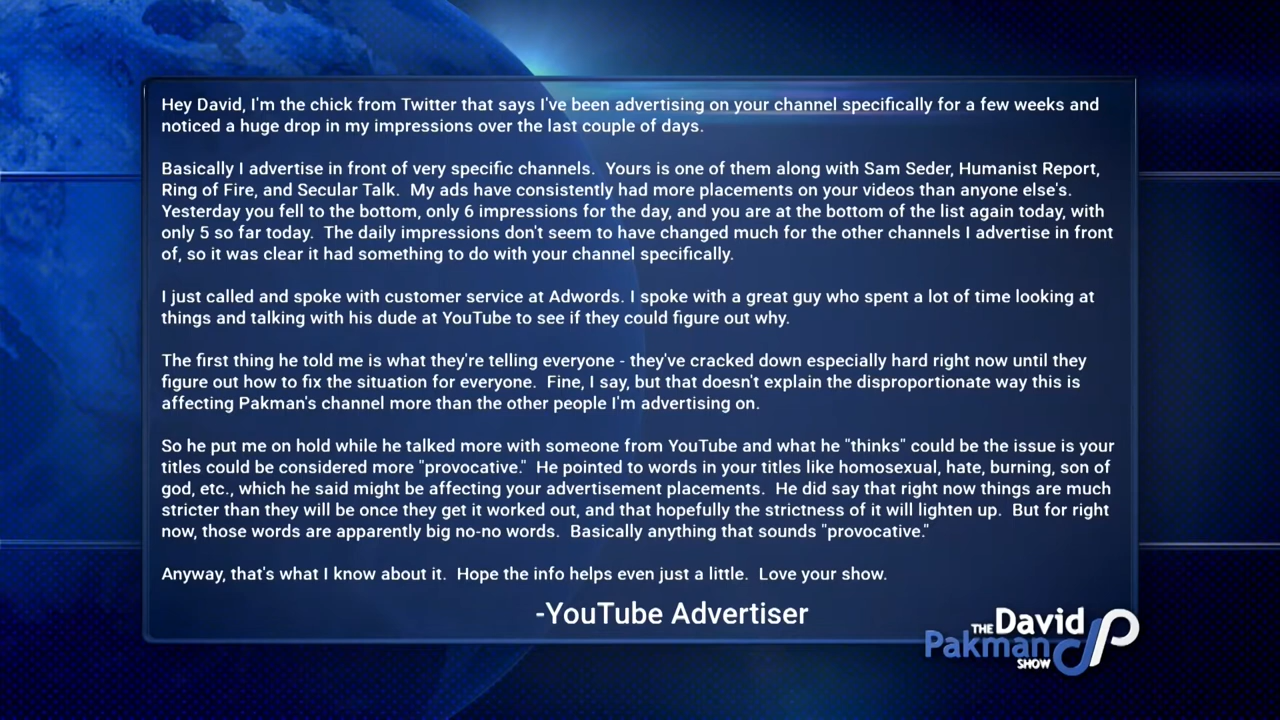 Hey David, I'm the chick from Twitter that says I've been advertising on your channel specifically for a few weeks and
noticed a huge drop in my impressions over the last couple of days.
Basically I advertise in front of very specific channels.  Yours is one of them along with Sam Seder, Humanist Report,
Ring of Fire, and Secular Talk.  My ads have consistently had more placements on your videos than anyone else's.
Yesterday you fell to the bottom, only 6 impressions for the day, and you are at the bottom of the list again today, with
only 5 so far today.  The daily impressions don't seem to have changed much for the other channels I advertise in front
of, so it was clear it had something to do with your channel specifically.
I just called and spoke with customer service at Adwords. I spoke with a great guy who spent a lot of time looking at
things and talking with his dude at YouTube to see if they could figure out why.
The first thing he told me is what they're telling everyone - they've cracked down especially hard right now until they
figure out how to fix the situation for everyone.  Fine, I say, but that doesn't explain the disproportionate way this is
affecting Pakman's channel more than the other people I'm advertising on.
So he put me on hold while he talked more with someone from YouTube and what he "thinks" could be the issue is your
titles could be considered more "provocative."  He pointed to words in your titles like homosexual, hate, burning, son of
god, etc., which he said might be affecting your advertisement placements.  He did say that right now things are much
stricter than they will be once they get it worked out, and that hopefully the strictness of it will lighten up.  But for right
now, those words are apparently big no-no words.  Basically anything that sounds "provocative."
Anyway, that's what I know about it.  Hope the info helps even just a little.  Love your show.
-YouTube Advertiser
THE David
Pakman
SHOW